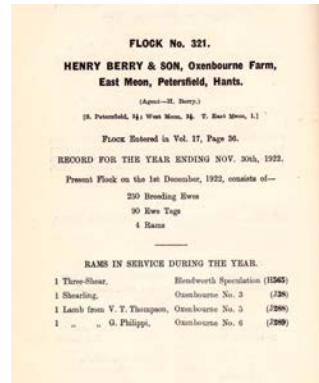 FLOCK No. 321.
HENRY BERRY & SON, Oxenbourne Farm,
East Meon, Petersfield, Hants.
(Agent—H. Berry.)
[S. Petersfield, 5½; West Meon, 3½. T. East Meon, 1.]
FLOCK Entered in Vol. 17, Page 36.
RECORD FOR THE YEAR ENDING NOV. 30th, 1922.
Present Flock on the 1st December, 1922, consists of—
250 Breeding Ewes
90 Ewe Tegs
4 Rams
RAMS IN SERVICE DURING THE YEAR.
1 Three-Shear, Blendworth Speculation (H565)
1 Shearling, Oxenbourne No. 3 (J38)
1 Lamb from V. T. Thompson, Oxenbourne No. 5 (J288)
1 „ „ G. Philippi, Oxenbourne No. 6 (J289)